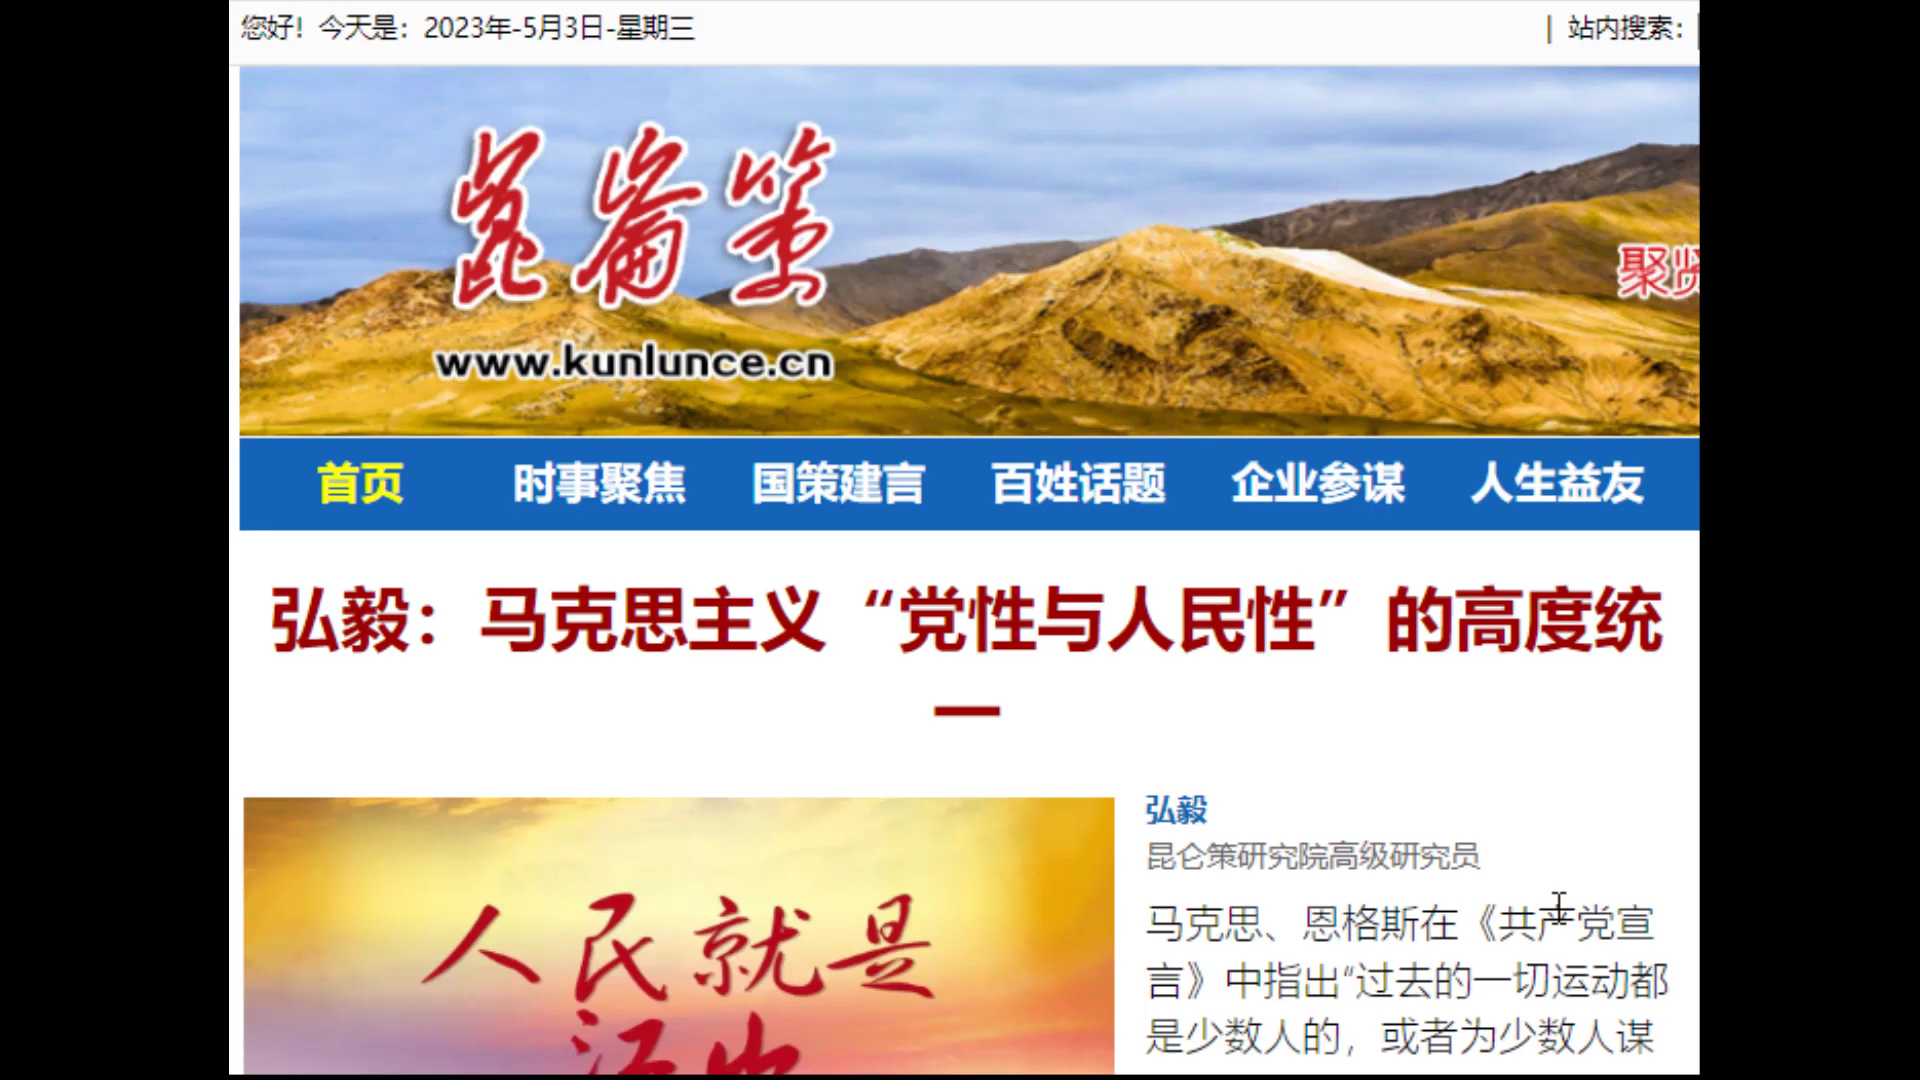 您好！今天是：2023年-5月3日-星期三
| 站内搜索：
昆仑策
聚贤
www.kunlunce.cn
首页 时事聚焦 国策建言 百姓话题 企业参谋 人生益友
弘毅：马克思主义“党性与人民性”的高度统
一
弘毅
昆仑策研究院高级研究员
马克思、恩格斯在《共产党宣
言》中指出“过去的一切运动都
是少数人的，或者为少数人谋
人民就是
江山